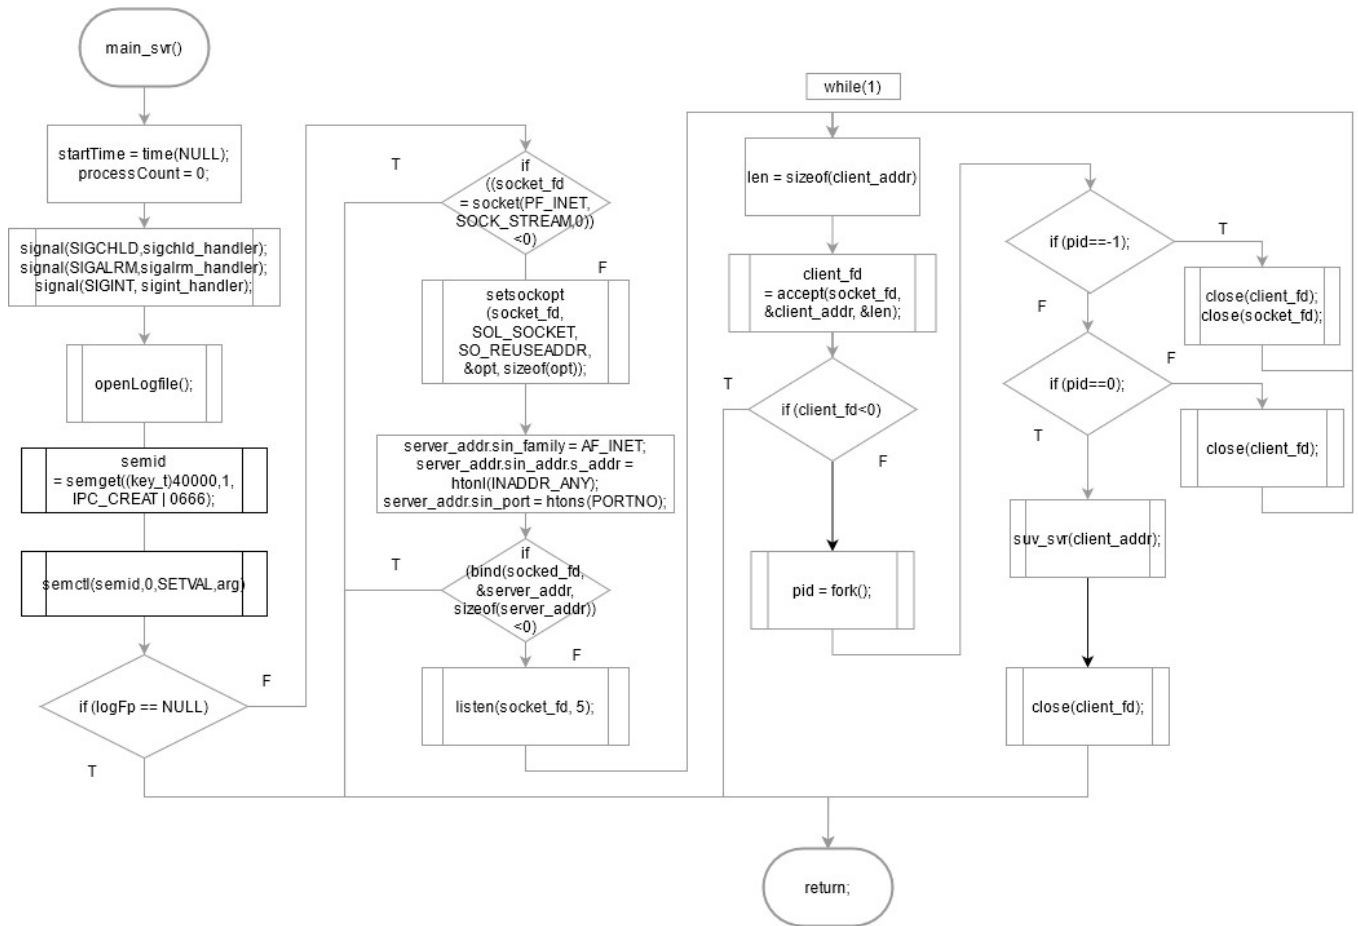 main_svr()
startTime = time(NULL);
processCount = 0;
signal(SIGCHLD,sigchld_handler);
signal(SIGALRM,sigalrm_handler);
signal(SIGINT, sigint_handler);
openLogfile();
semid
= semget((key_t)40000,1,
IPC_CREAT | 0666);
semctl(semid,0,SETVAL,arg)
if (logFp == NULL)
F
T
T
if
((socket_fd
= socket(PF_INET,
SOCK_STREAM,0))
<0)
F
setsockopt
(socket_fd,
SOL_SOCKET,
SO_REUSEADDR,
&opt, sizeof(opt));
server_addr.sin_family = AF_INET;
server_addr.sin_addr.s_addr =
htonl(INADDR_ANY);
server_addr.sin_port = htons(PORTNO);
T
if
(bind(socked_fd,
&server_addr,
sizeof(server_addr))
<0)
F
listen(socket_fd, 5);
while(1)
len = sizeof(client_addr)
client_fd
= accept(socket_fd,
&client_addr, &len);
T
if (client_fd<0)
F
pid = fork();
if (pid==-1);
T
close(client_fd);
close(socket_fd);
F
if (pid==0);
F
close(client_fd);
T
suv_svr(client_addr);
close(client_fd);
return;